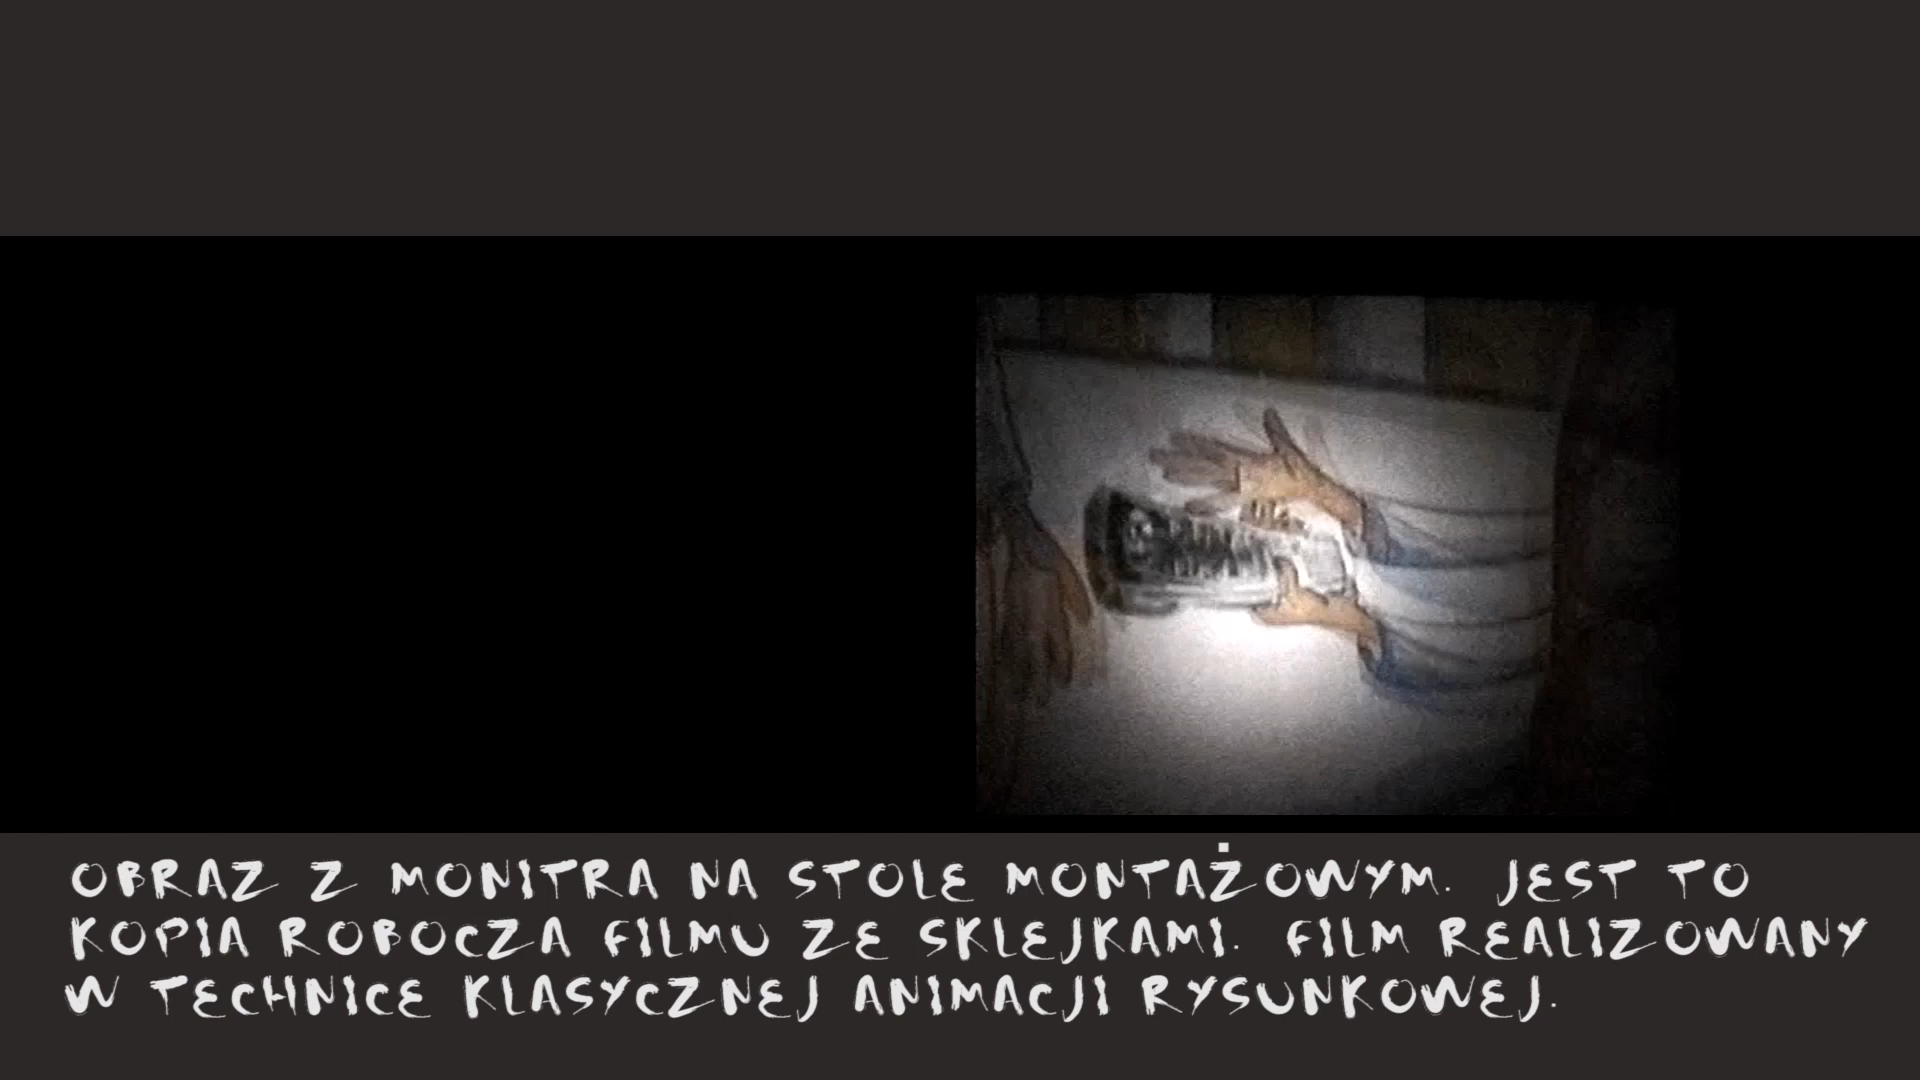 OBRAZ Z MONITRA NA STOLE MONTAŻOWYM. JEST TO
KOPIA ROBOCZA FILMU ZE SKLEJKAMI. FILM REALIZOWANY
W TECHNICE KLASYCZNEJ ANIMACJI RYSUNKOWEJ.